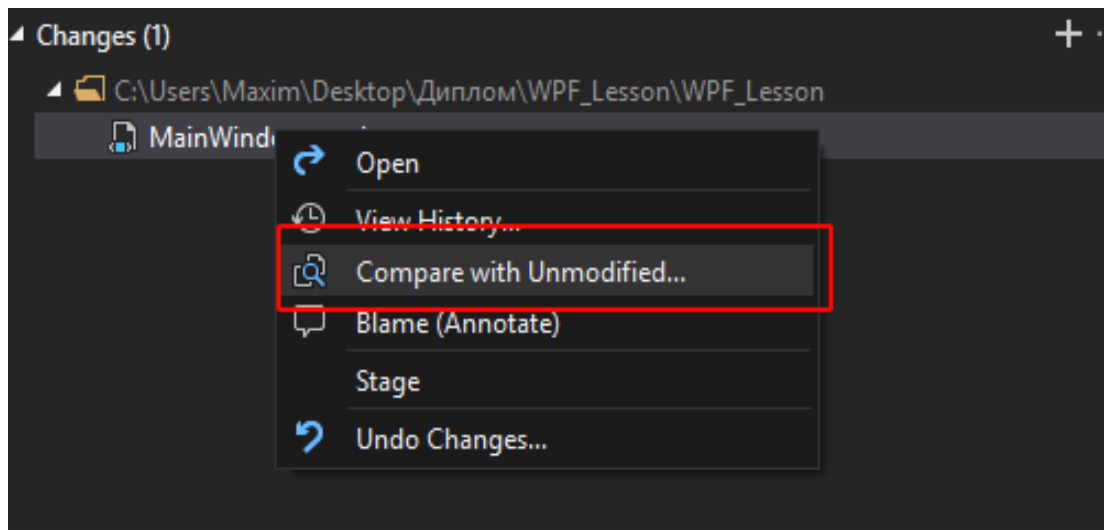 Changes (1)
C:\Users\Maxim\Desktop\Диплом\WPF_Lesson\WPF_Lesson
Open
View History...
Compare with Unmodified...
Blame (Annotate)
Stage
Undo Changes...